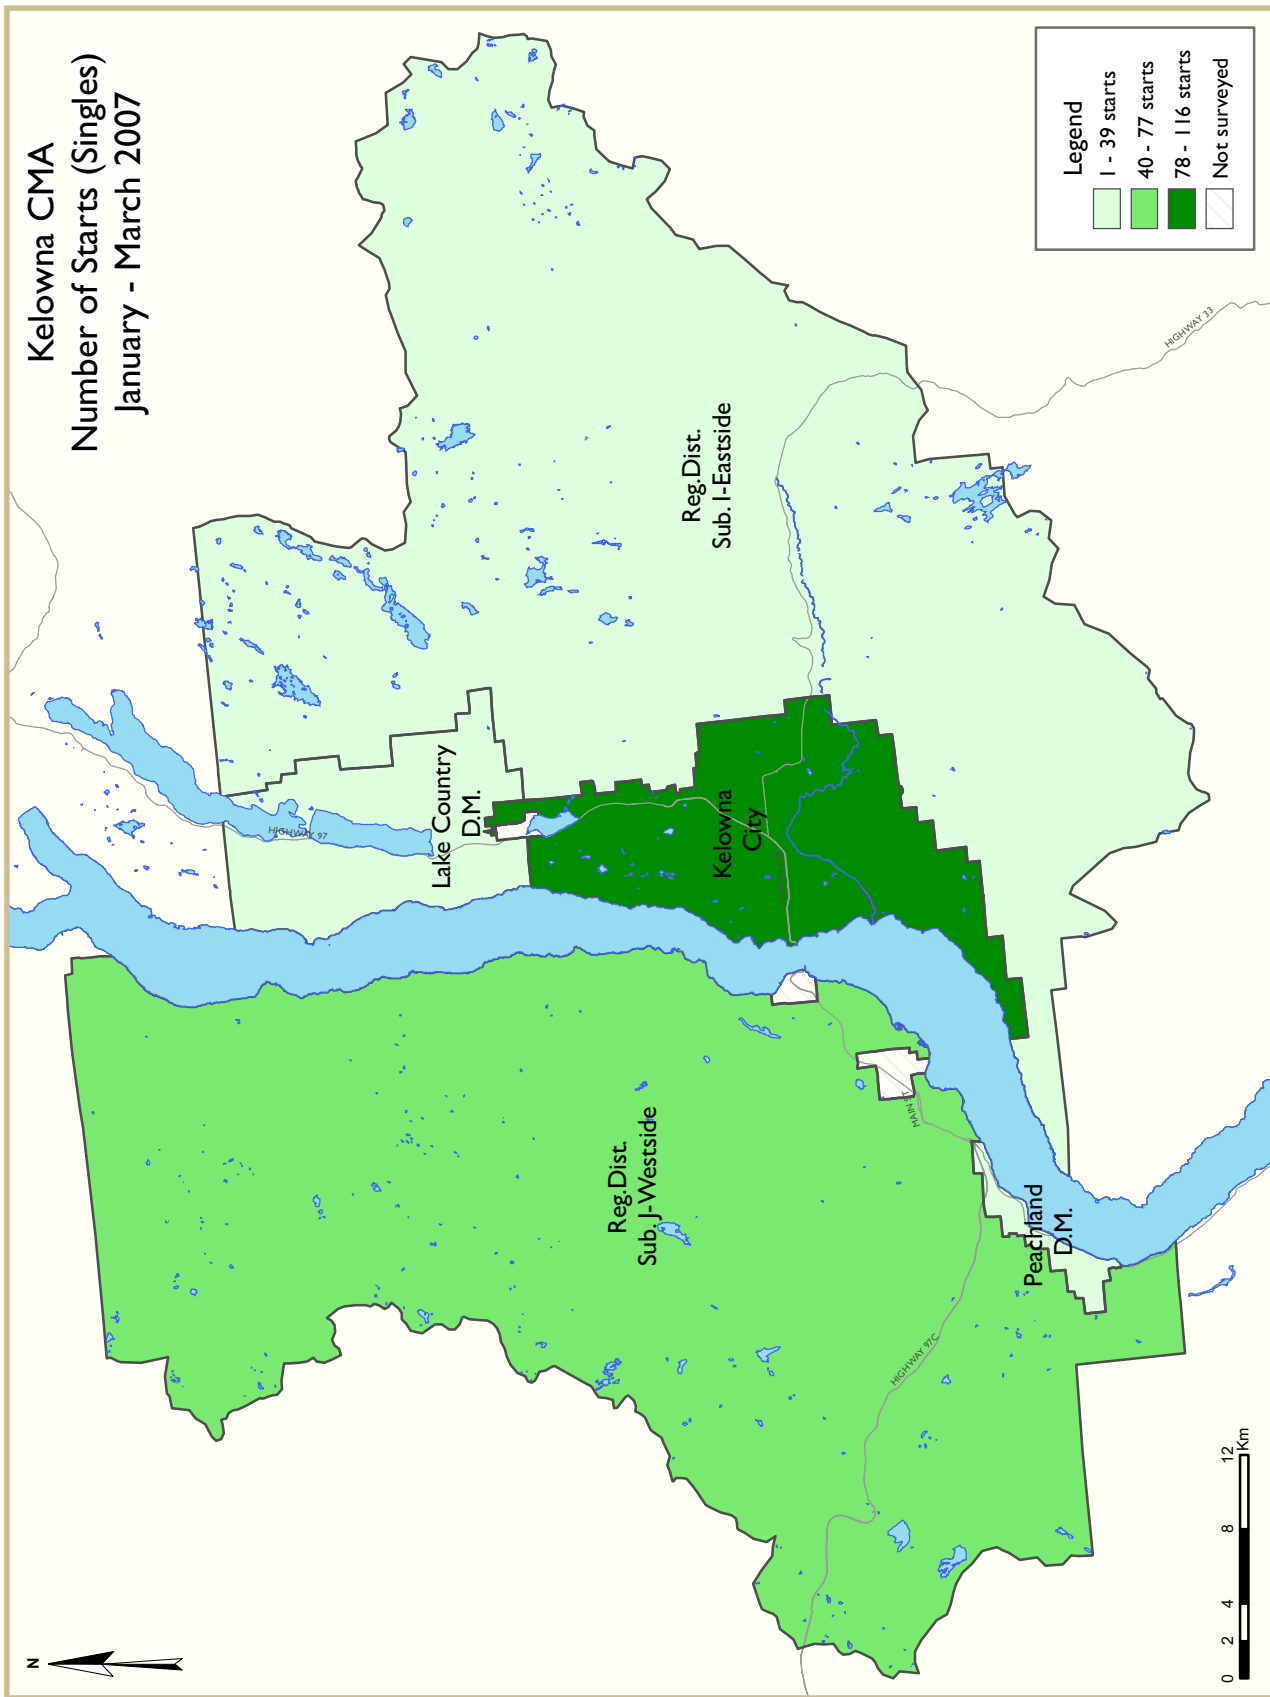 Kelowna CMA
Number of Starts (Singles)
January - March 2007
N
HIGHWAY 97
Lake Country
D.M.
Kelowna
City
Reg.Dist.
Sub. I-Eastside
HIGHWAY 33
Reg.Dist.
Sub. J-Westside
MAIN ST
Peachland
D.M.
HIGHWAY 97C
Legend
1 - 39 starts
40 - 77 starts
78 - 116 starts
Not surveyed
0 2 4 8 12
Km